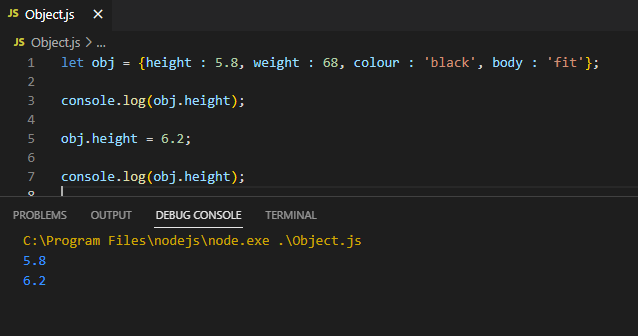 JS Object.js ×
JS Object.js > ...
1 let obj = {height : 5.8, weight : 68, colour : 'black', body : 'fit'};
2
3 console.log(obj.height);
4
5 obj.height = 6.2;
6
7 console.log(obj.height);
8
PROBLEMS OUTPUT DEBUG CONSOLE TERMINAL
C:\Program Files\nodejs\node.exe .\Object.js
5.8
6.2